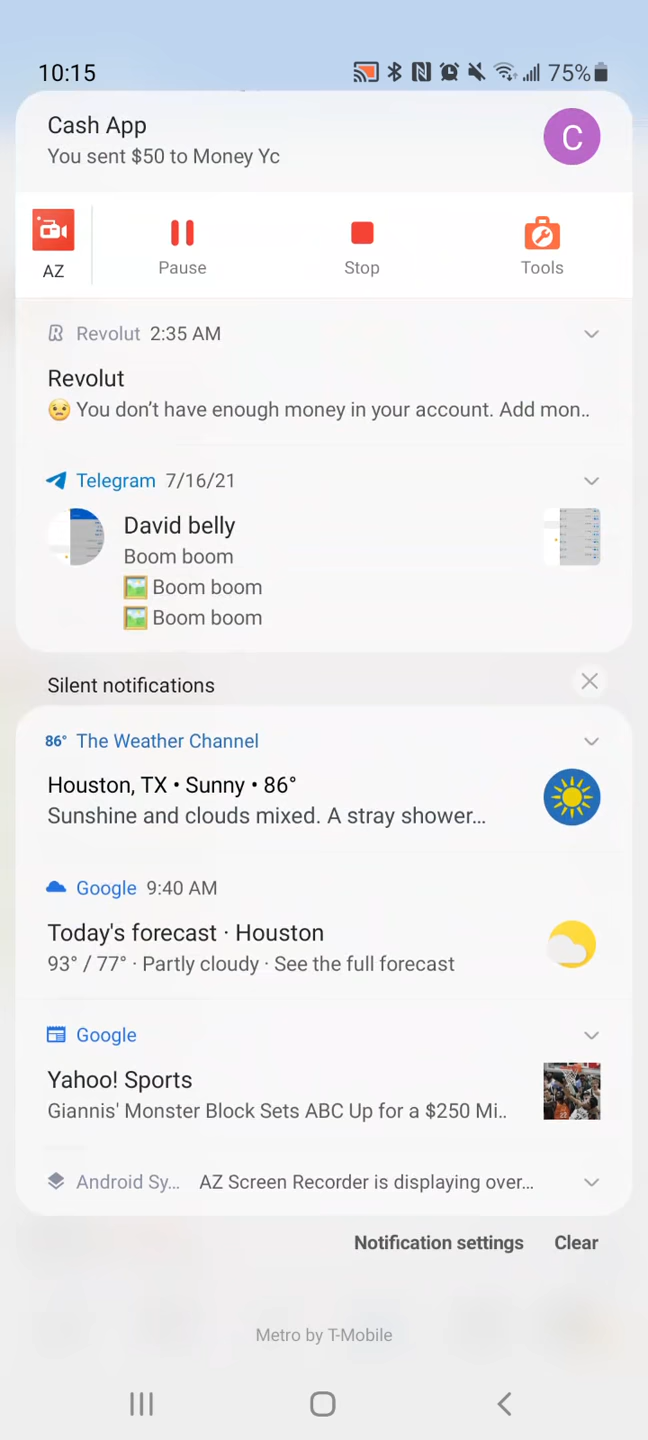 10:15 75%
Cash App
You sent $50 to Money Yc
C
AZ
Pause
Stop
Tools
Revolut 2:35 AM
Revolut
😟 You don't have enough money in your account. Add mon..
Telegram 7/16/21
David belly
Boom boom
🖼️ Boom boom
🖼️ Boom boom
Silent notifications
86° The Weather Channel
Houston, TX • Sunny • 86°
Sunshine and clouds mixed. A stray shower...
Google 9:40 AM
Today's forecast · Houston
93° / 77° · Partly cloudy · See the full forecast
Google
Yahoo! Sports
Giannis' Monster Block Sets ABC Up for a $250 Mi..
Android Sy... AZ Screen Recorder is displaying over...
Notification settings Clear
Metro by T-Mobile